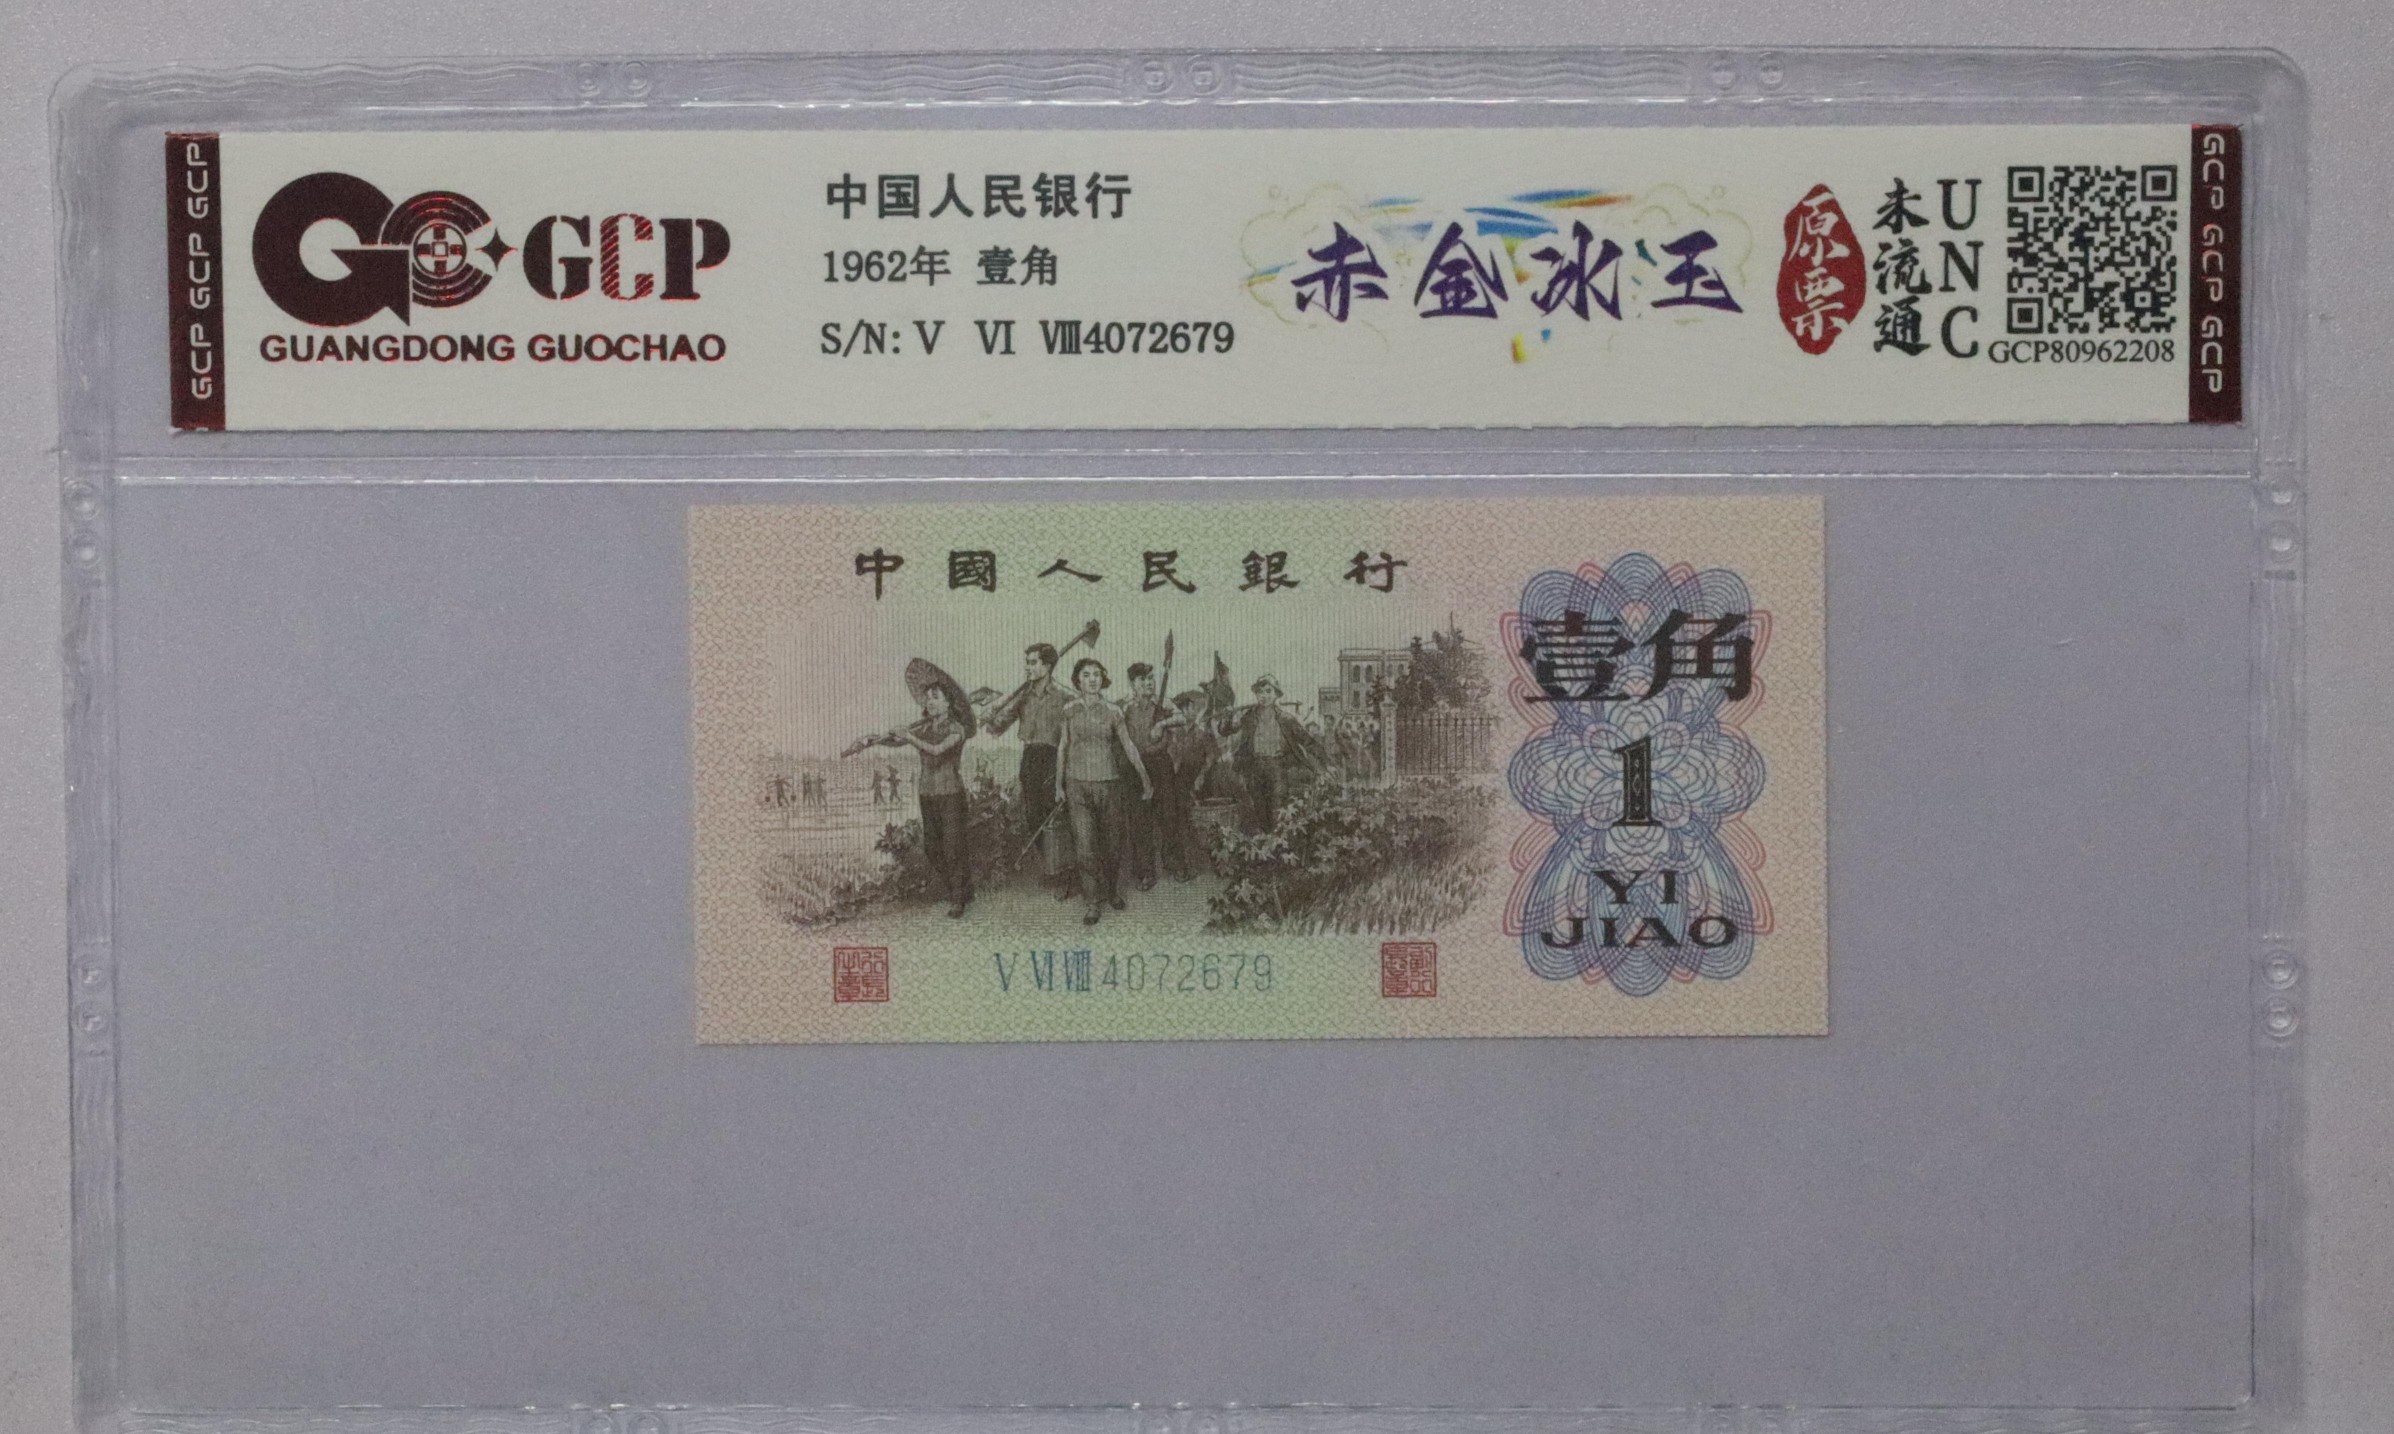 GCP GCP GCP
GCP
GUANGDONG GUOCHAO
中国人民银行
1962年 壹角
S/N: V VI VIII4072679
赤金冰玉
原票
未流通
UNC
GCP80962208
GCP GCP GCP
中國人民銀行
壹角
1
YI
JIAO
V VI VIII 4072679